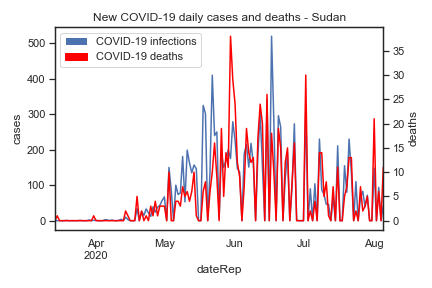 New COVID-19 daily cases and deaths - Sudan
COVID-19 infections
COVID-19 deaths
500
400
300
200
100
0
cases
35
30
25
20
15
10
5
0
deaths
Apr
2020
May
Jun
Jul
Aug
dateRep